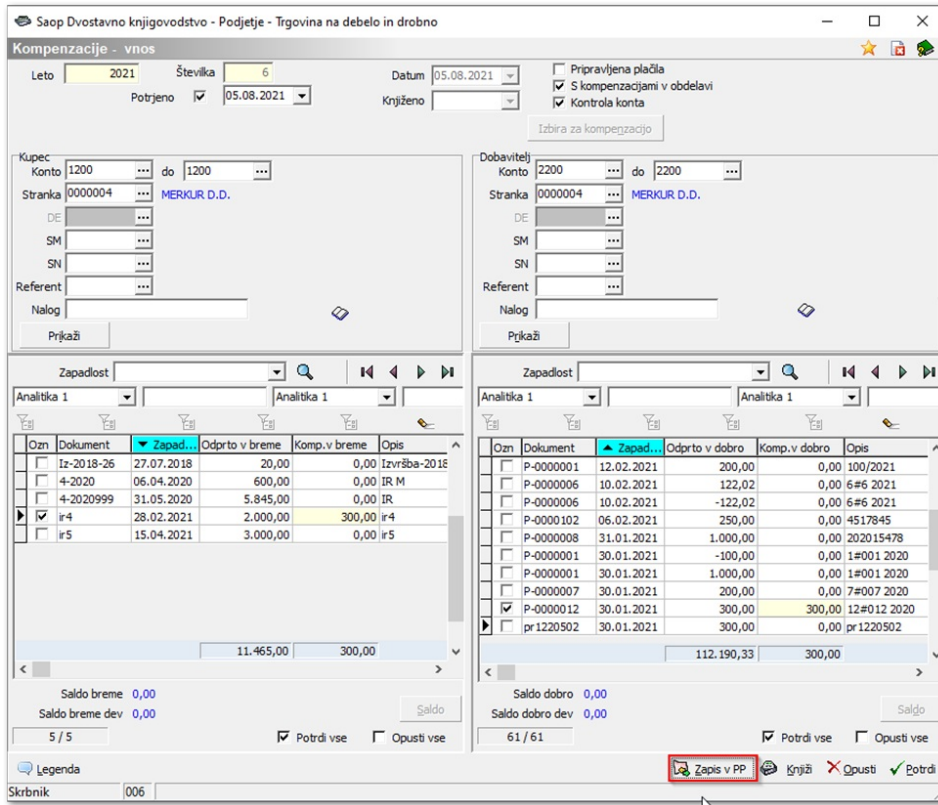 Saop Dvostavno knjigovodstvo - Podjetje - Trgovina na debelo in drobno
Kompenzacije - vnos
Leto 2021 Številka 6 Datum 05.08.2021 Pripravljena plačila
Potrjeno 05.08.2021 Knjiženo S kompenzacijami v obdelavi
Kontrola konta
Izbira za kompenzacijo
Kupec
Konto 1200 ... do 1200 ...
Stranka 0000004 ... MERKUR D.D.
DE ...
SM ...
SN ...
Referent ...
Nalog
Prikaži
Dobavitelj
Konto 2200 ... do 2200 ...
Stranka 0000004 ... MERKUR D.D.
DE ...
SM ...
SN ...
Referent ...
Nalog
Prikaži
Zapadlost
Analitika 1 Analitika 1
Ozn Dokument Zapad... Odprto v breme Komp.v breme Opis
Iz-2018-26 27.07.2018 20,00 0,00 Izvršba-2018
4-2020 06.04.2020 600,00 0,00 IR M
4-2020999 31.05.2020 5.845,00 0,00 IR
ir4 28.02.2021 2.000,00 300,00 ir4
ir5 15.04.2021 3.000,00 0,00 ir5
11.465,00 300,00
Saldo breme 0,00
Saldo breme dev 0,00
Saldo
5 / 5 Potrdi vse Opusti vse
Zapadlost
Analitika 1 Analitika 1
Ozn Dokument Zapad... Odprto v dobro Komp.v dobro Opis
P-0000001 12.02.2021 200,00 0,00 100/2021
P-0000006 10.02.2021 122,02 0,00 6#6 2021
P-0000006 10.02.2021 -122,02 0,00 6#6 2021
P-0000102 06.02.2021 250,00 0,00 4517845
P-0000008 31.01.2021 1.000,00 0,00 202015478
P-0000001 30.01.2021 -100,00 0,00 1#001 2020
P-0000001 30.01.2021 1.000,00 0,00 1#001 2020
P-0000007 30.01.2021 200,00 0,00 7#007 2020
P-0000012 30.01.2021 300,00 300,00 12#012 2020
pr1220502 30.01.2021 300,00 0,00 pr1220502
112.190,33 300,00
Saldo dobro 0,00
Saldo dobro dev 0,00
Saldo
61 / 61 Potrdi vse Opusti vse
Legenda Zapis v PP Knjiži Opusti Potrdi
Skrbnik 006